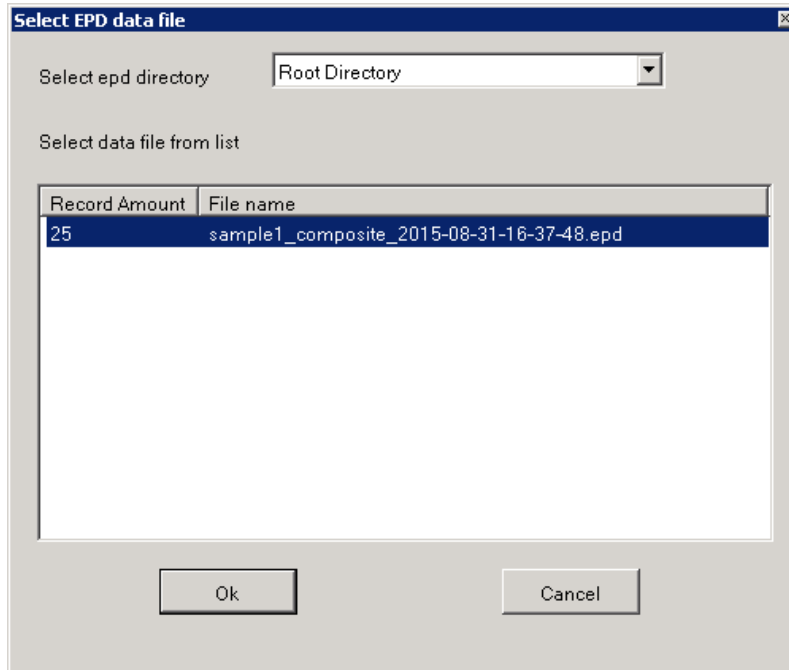 Select EPD data file
Select epd directory Root Directory
Select data file from list
Record Amount File name
25 sample1_composite_2015-08-31-16-37-48.epd
Ok Cancel